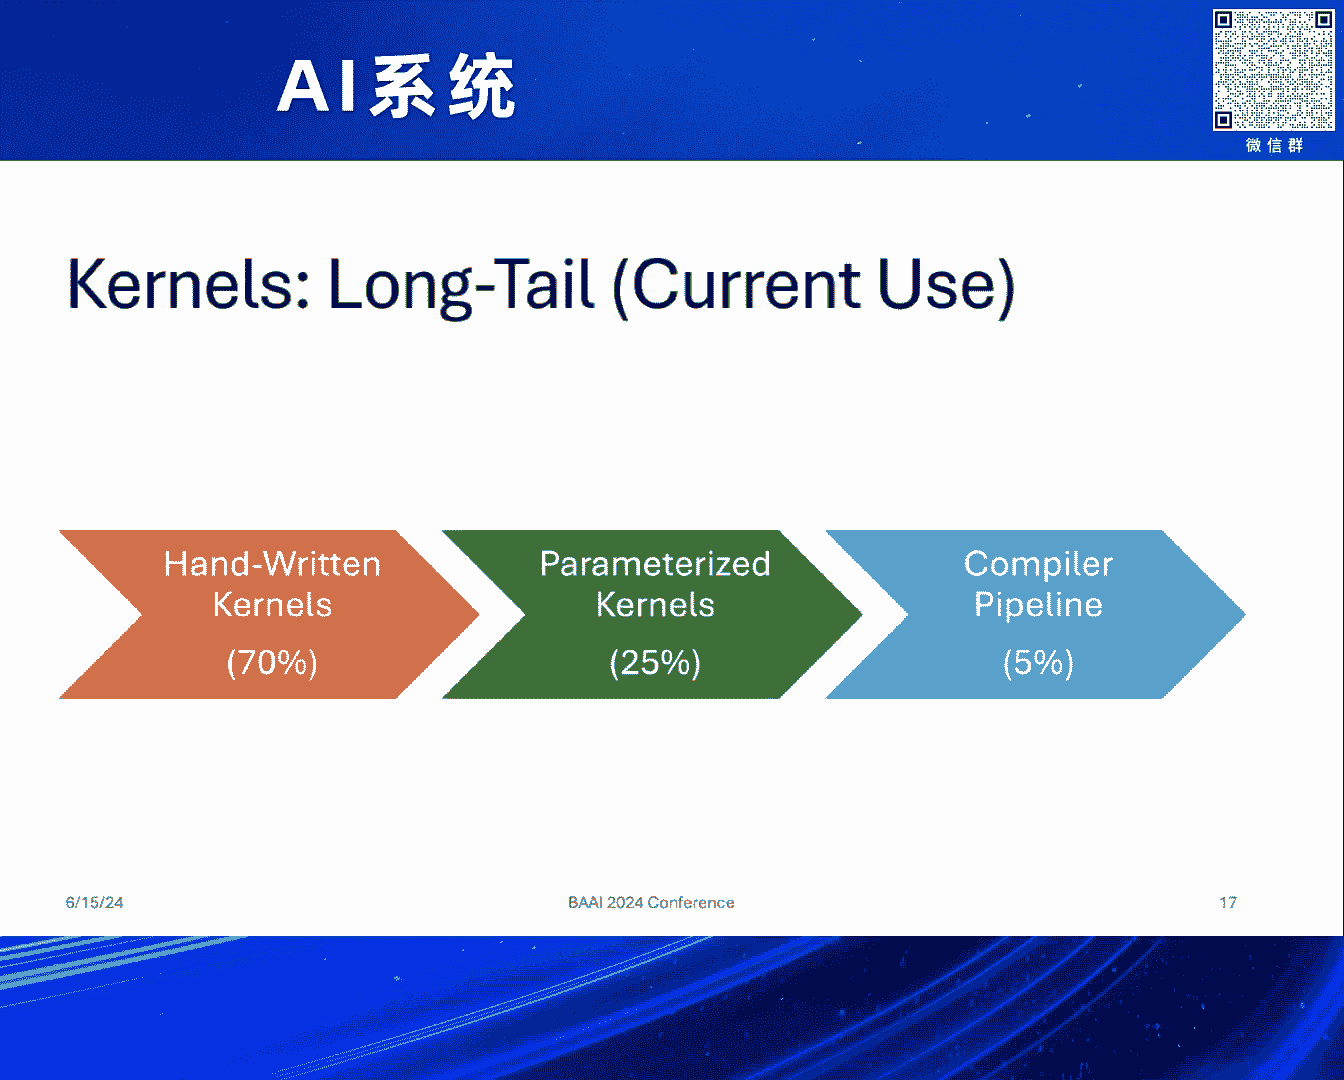 AI系统
微信群
Kernels: Long-Tail (Current Use)
Hand-Written
Kernels
(70%)
Parameterized
Kernels
(25%)
Compiler
Pipeline
(5%)
6/15/24
BAAI 2024 Conference
17